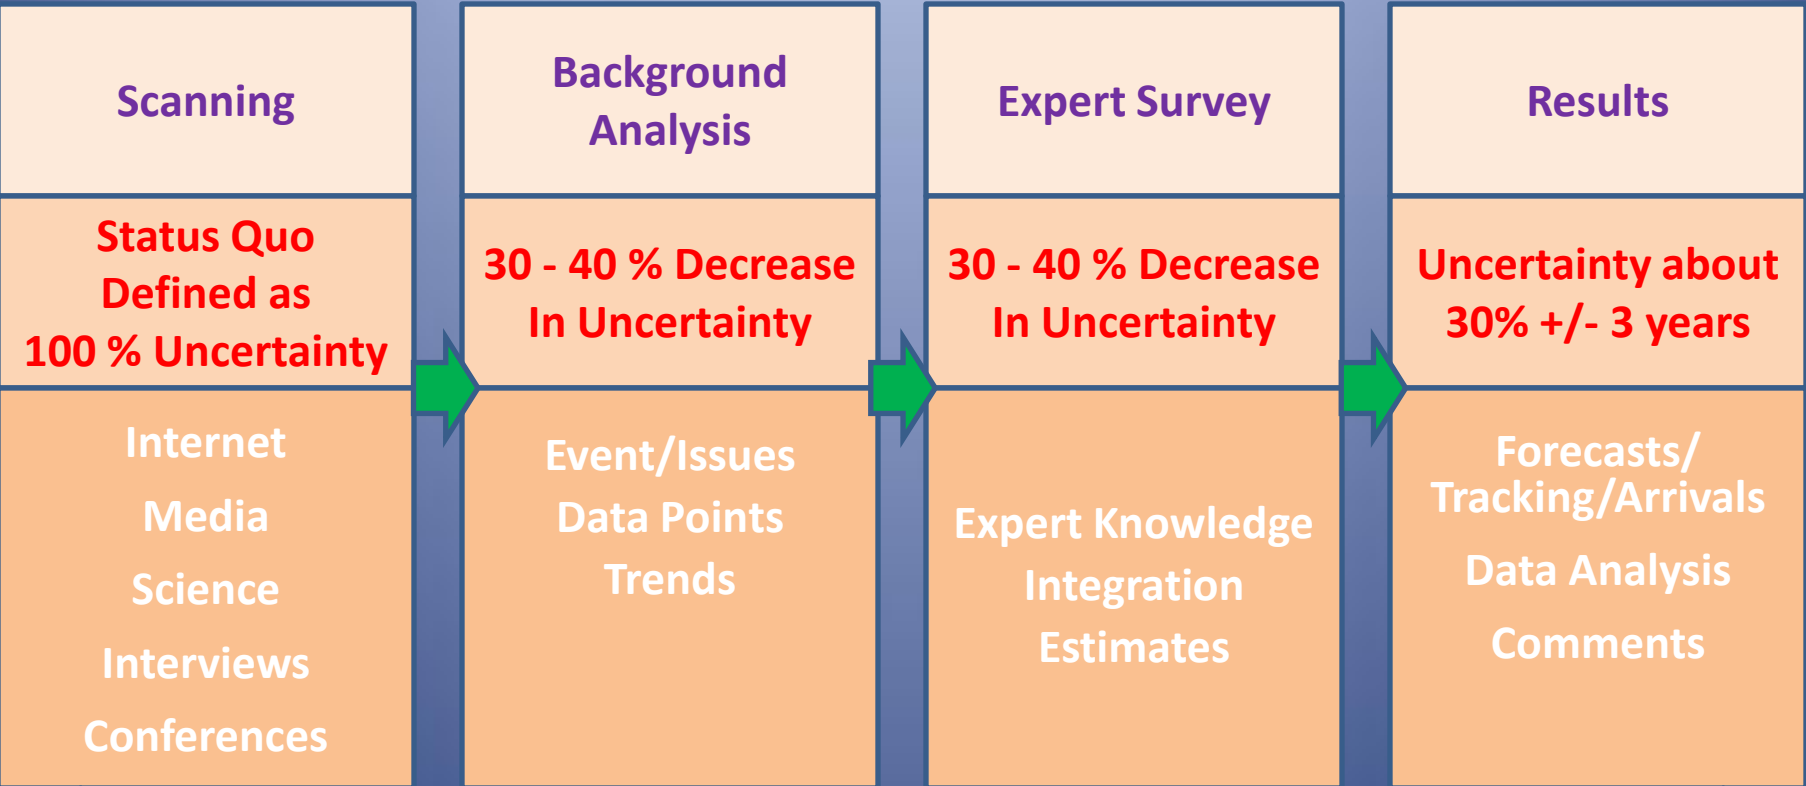 Scanning
Status Quo
Defined as
100 % Uncertainty
Internet
Media
Science
Interviews
Conferences
Background
Analysis
30 - 40 % Decrease
In Uncertainty
Event/Issues
Data Points
Trends
Expert Survey
30 - 40 % Decrease
In Uncertainty
Expert Knowledge
Integration
Estimates
Results
Uncertainty about
30% +/- 3 years
Forecasts/
Tracking/Arrivals
Data Analysis
Comments